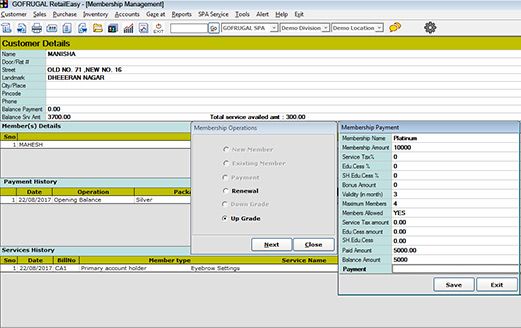 GOFRUGAL RetailEasy - [Membership Management]
Customer Sales Purchase Inventory Accounts Gate at Reports SPA Service Tools Alert Help Exit
EXIT Go GOFRUGAL SPA Demo Division Demo Location
Customer Details
Name MANISHA
Door/Flat #
Street OLD NO. 71 ,NEW NO. 16
Landmark DHEEERAN NAGAR
City/Place
Pincode
Phone
Balance Payment 0.00
Balance Srv Amt 3700.00 Total service availed amt : 300.00
Member(s) Details
Sno
1 MAHESH
Payment History
Date Operation Pack
1 22/08/2017 Opening Balance Silver
Services History
Sno Date BillNo Member type Service Name
1 22/08/2017 CA1 Primary account holder Eyebrow Settings
Membership Operations
New Member
Existing Member
Payment
Renewal
Down Grade
Up Grade
Next Close
Membership Payment
Membership Name Platinum
Membership Amount 10000
Service Tax% 0
Edu.Cess % 0
SH.Edu.Cess % 0
Bonus Amount 0
Validity (in month) 3
Maximum Members 4
Members Allowed YES
Service Tax amount 0.00
Edu Cess amount 0.00
SH.Edu.Cess 0.00
Paid Amount 5000.00
Balance Amount 5000
Payment
Save Exit